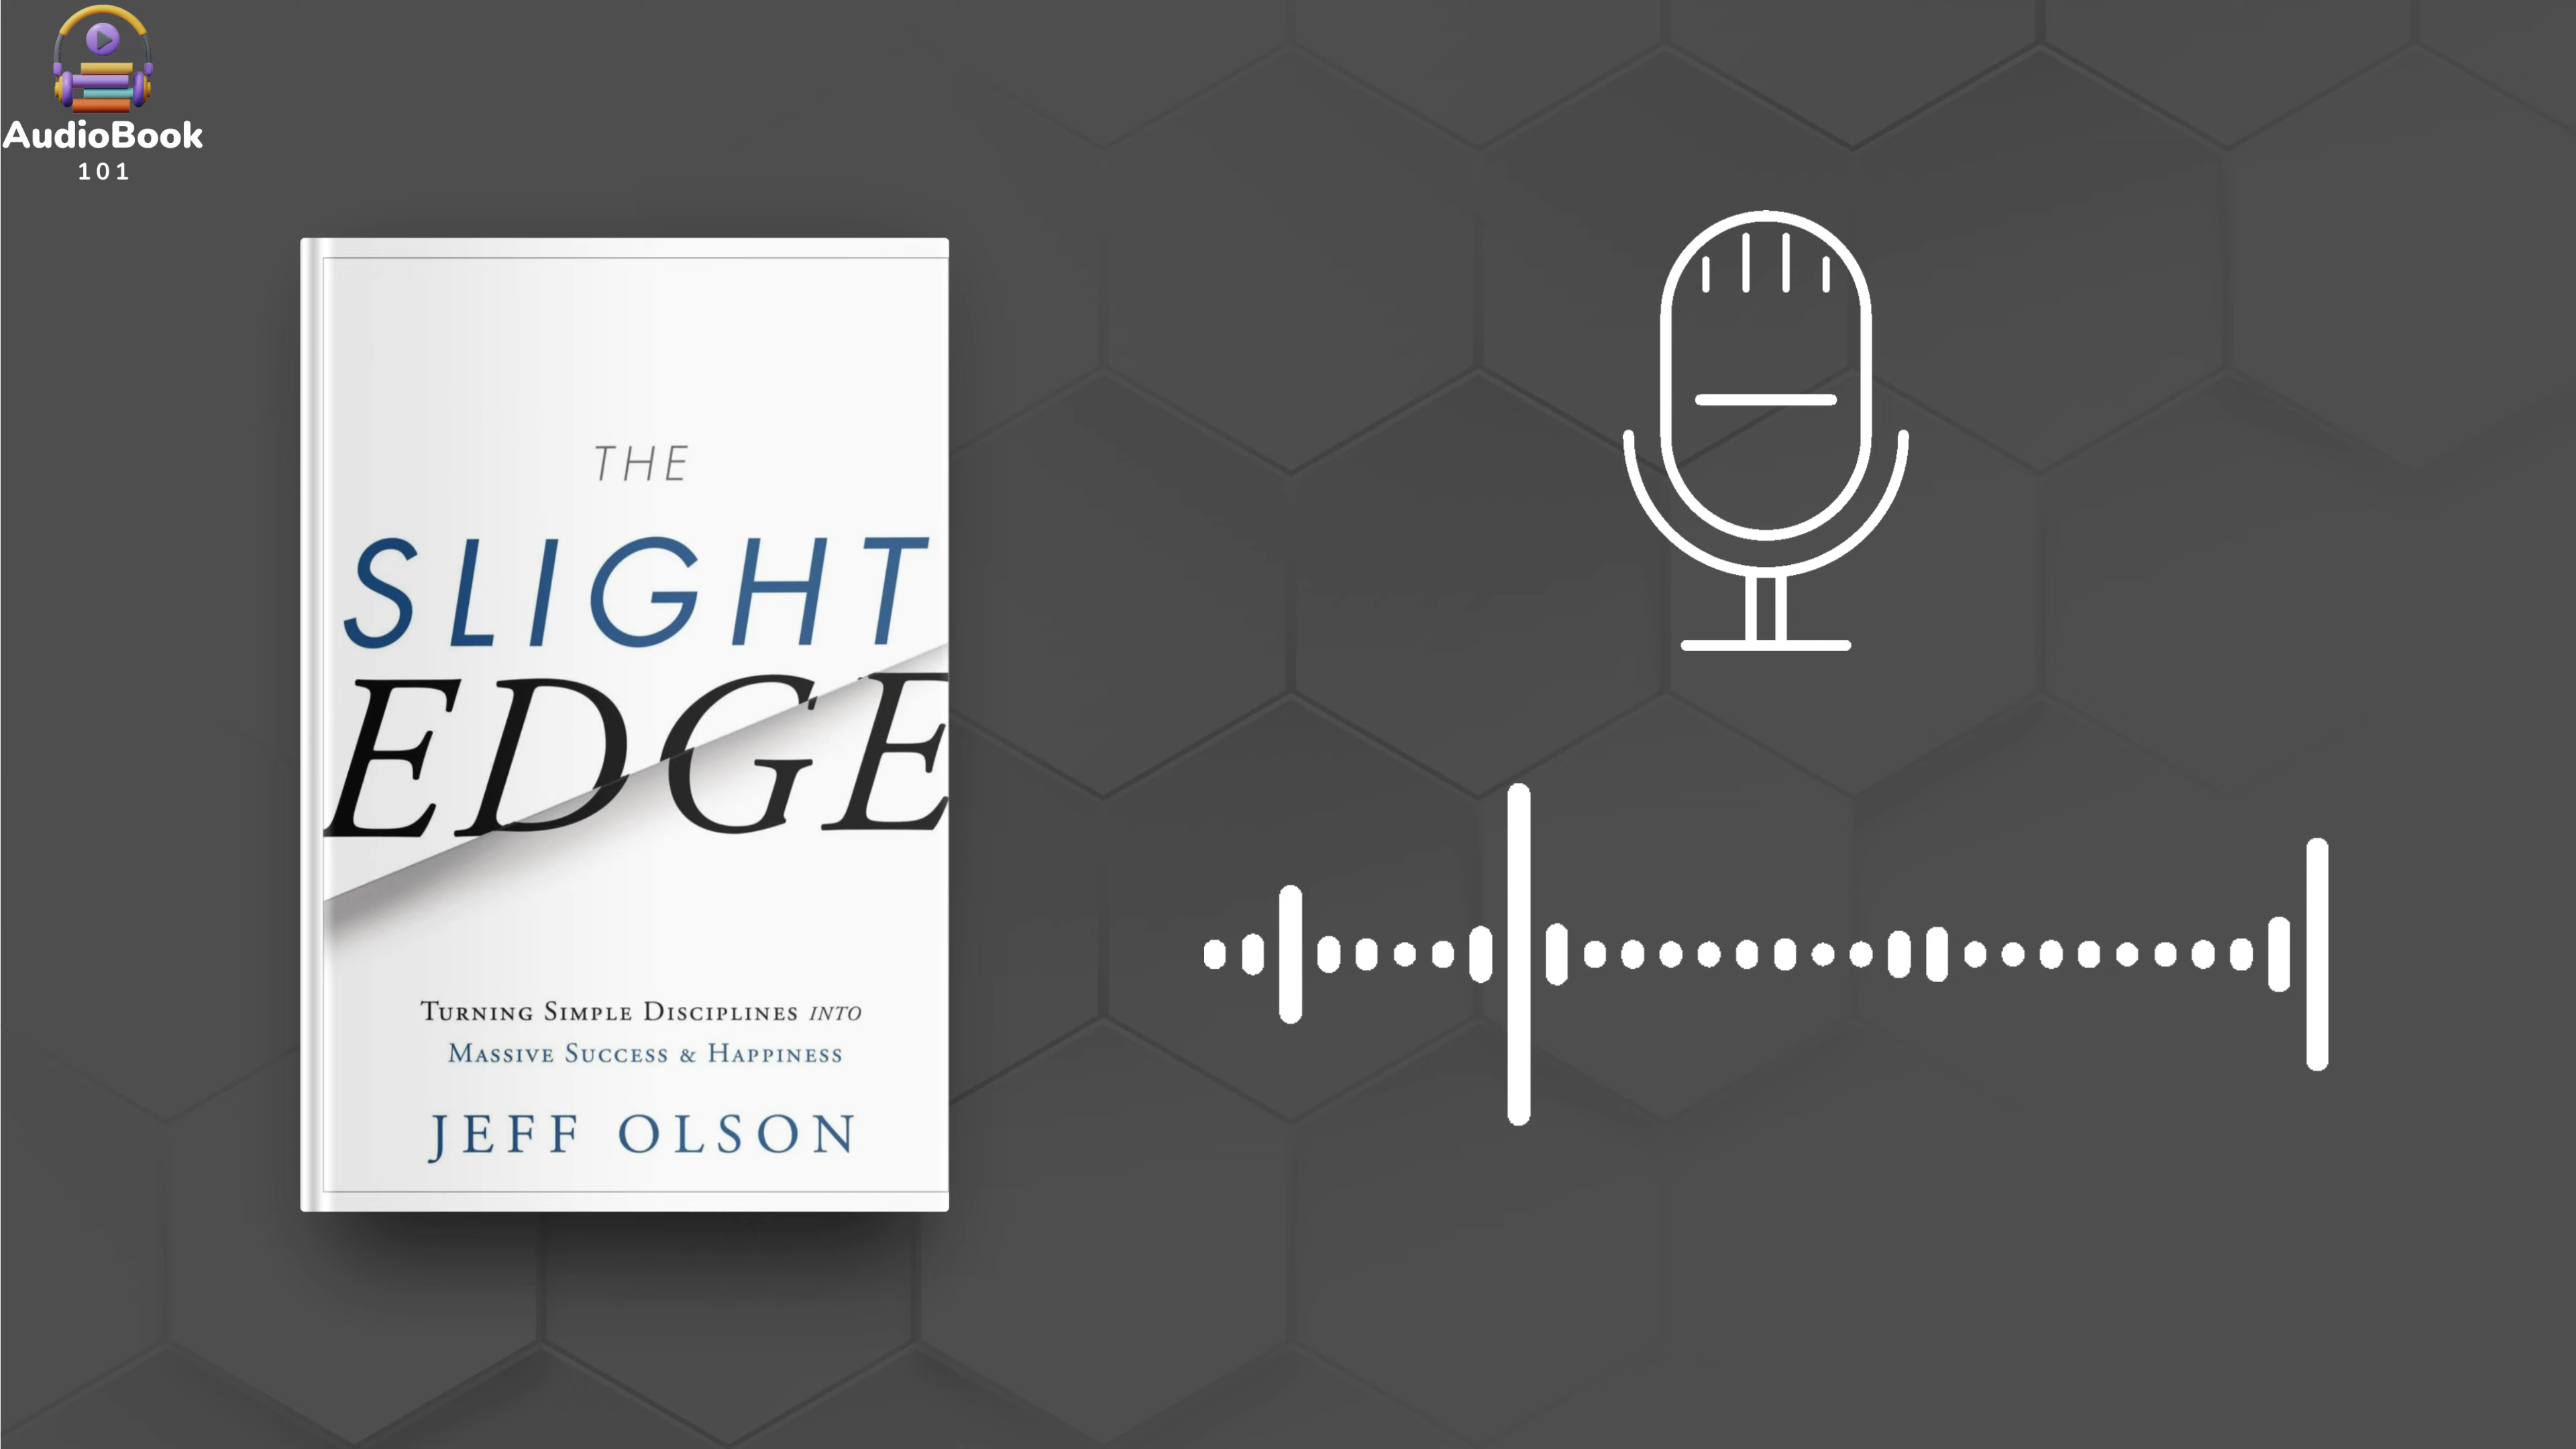 AudioBook
101
THE
SLIGHT
EDGE
TURNING SIMPLE DISCIPLINES INTO
MASSIVE SUCCESS & HAPPINESS
JEFF OLSON